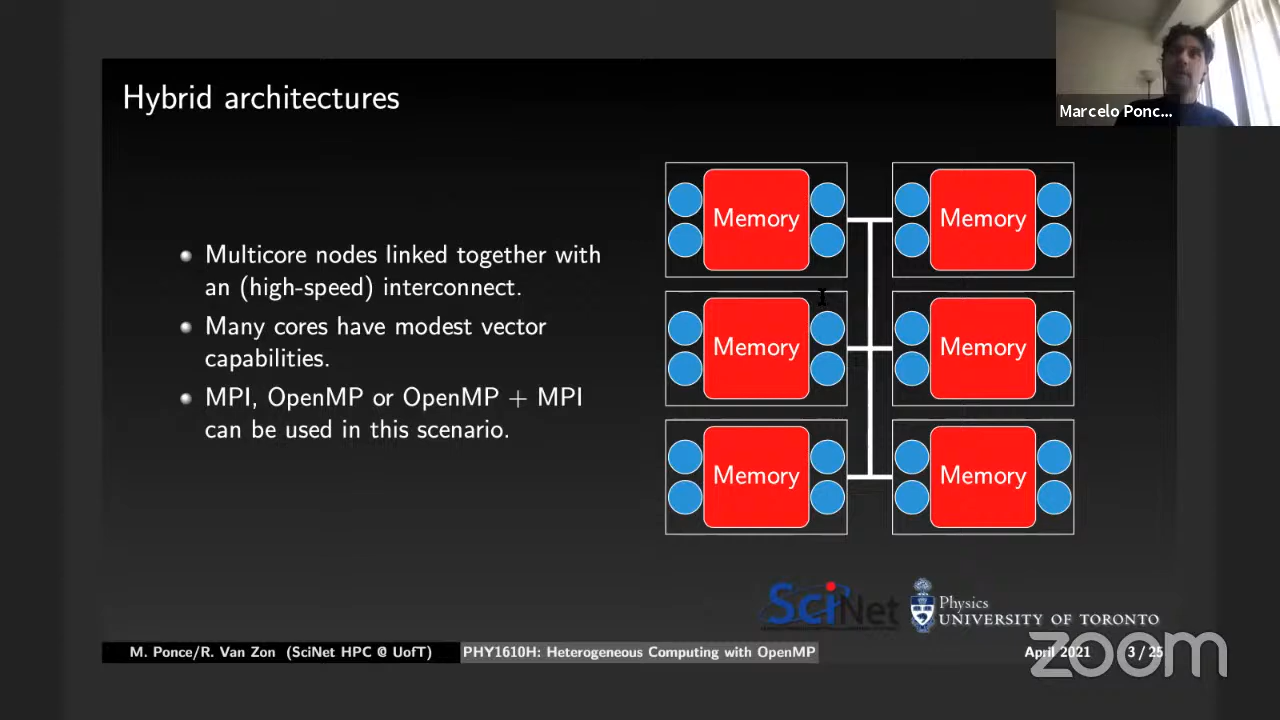 Marcelo Ponc...
Hybrid architectures
Multicore nodes linked together with
an (high-speed) interconnect.
Many cores have modest vector
capabilities.
MPI, OpenMP or OpenMP + MPI
can be used in this scenario.
Memory
Memory
Memory
Memory
Memory
Memory
SciNet
Physics
UNIVERSITY OF TORONTO
M. Ponce/R. Van Zon (SciNet HPC @ UofT)
PHY1610H: Heterogeneous Computing with OpenMP
April 2021
3 / 25
zoom